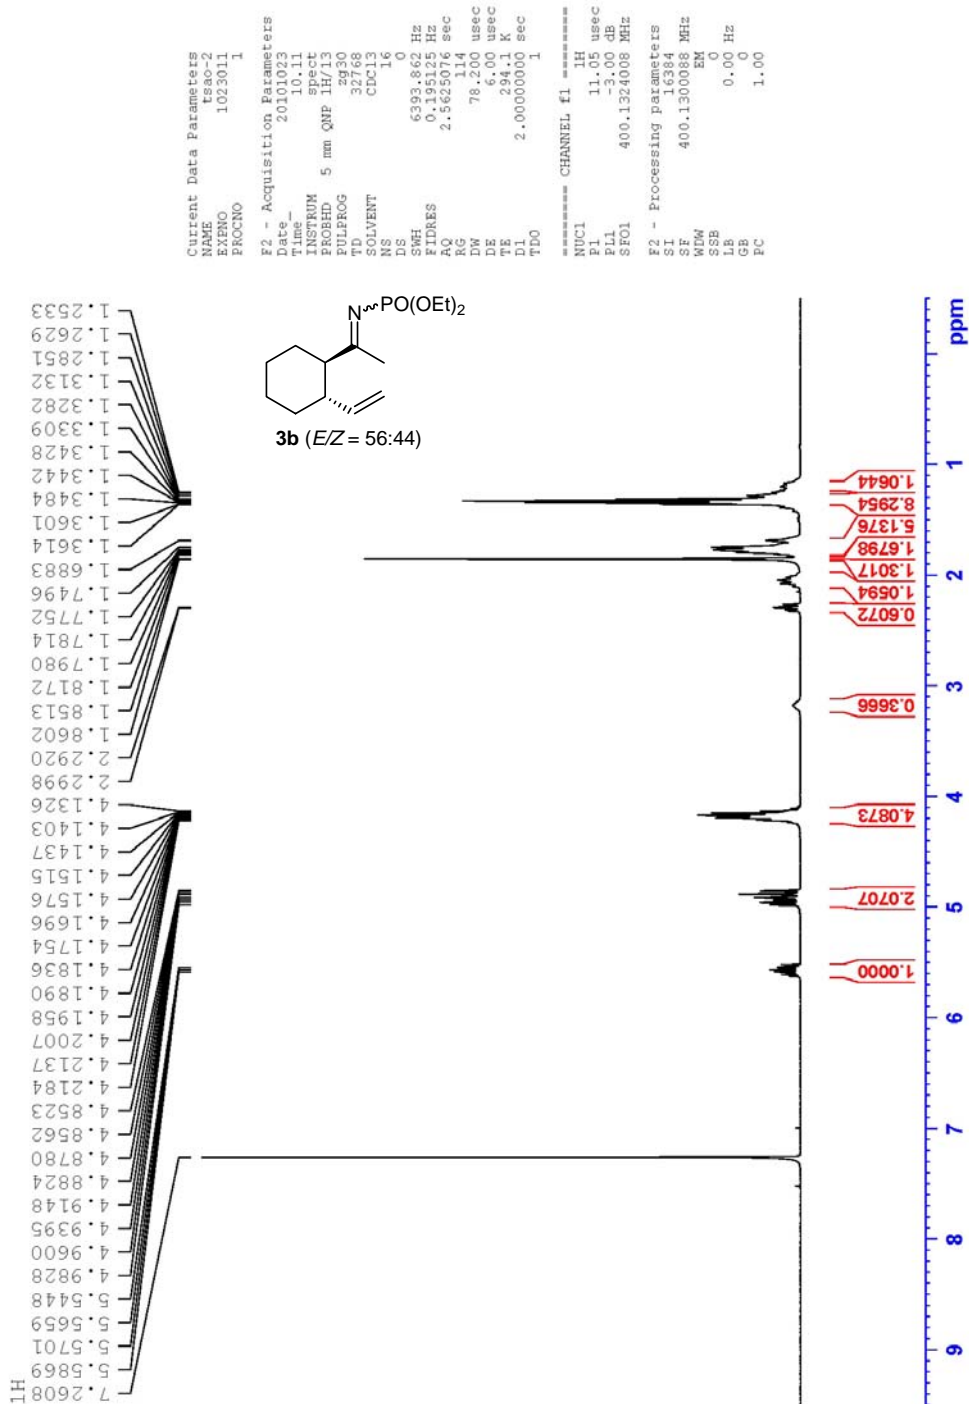 1H
7.2608
5.5869
5.5701
5.5659
5.5448
4.9828
4.9600
4.9395
4.9148
4.8824
4.8780
4.8562
4.8523
4.2184
4.2137
4.2007
4.1958
4.1890
4.1836
4.1754
4.1696
4.1576
4.1515
4.1437
4.1403
4.1326
2.2998
2.2920
1.8602
1.8513
1.8172
1.7980
1.7814
1.7752
1.7496
1.6883
1.3614
1.3601
1.3484
1.3442
1.3428
1.3309
1.3282
1.3132
1.2851
1.2629
1.2533
Current Data Parameters
NAME tsao-2
EXPNO 1023011
PROCNO 1
F2 - Acquisition Parameters
Date_ 20101023
Time 10.11
INSTRUM spect
PROBHD 5 mm QNP 1H/13
PULPROG zg30
TD 32768
SOLVENT CDCl3
NS 16
DS 0
SWH 6393.862 Hz
FIDRES 0.195125 Hz
AQ 2.5625076 sec
RG 114
DW 78.200 usec
DE 6.00 usec
TE 294.1 K
D1 2.00000000 sec
TD0 1
======== CHANNEL f1 ========
NUC1 1H
P1 11.05 usec
PL1 -3.00 dB
SFO1 400.1324008 MHz
F2 - Processing parameters
SI 16384
SF 400.1300088 MHz
WDW EM
SSB 0
LB 0.00 Hz
GB 0
PC 1.00
N
PO(OEt)2
3b (E/Z = 56:44)
1.0000
2.0707
4.0873
0.3666
0.6072
1.0594
1.3017
1.6798
5.1376
8.2954
1.0644
9 8 7 6 5 4 3 2 1 ppm